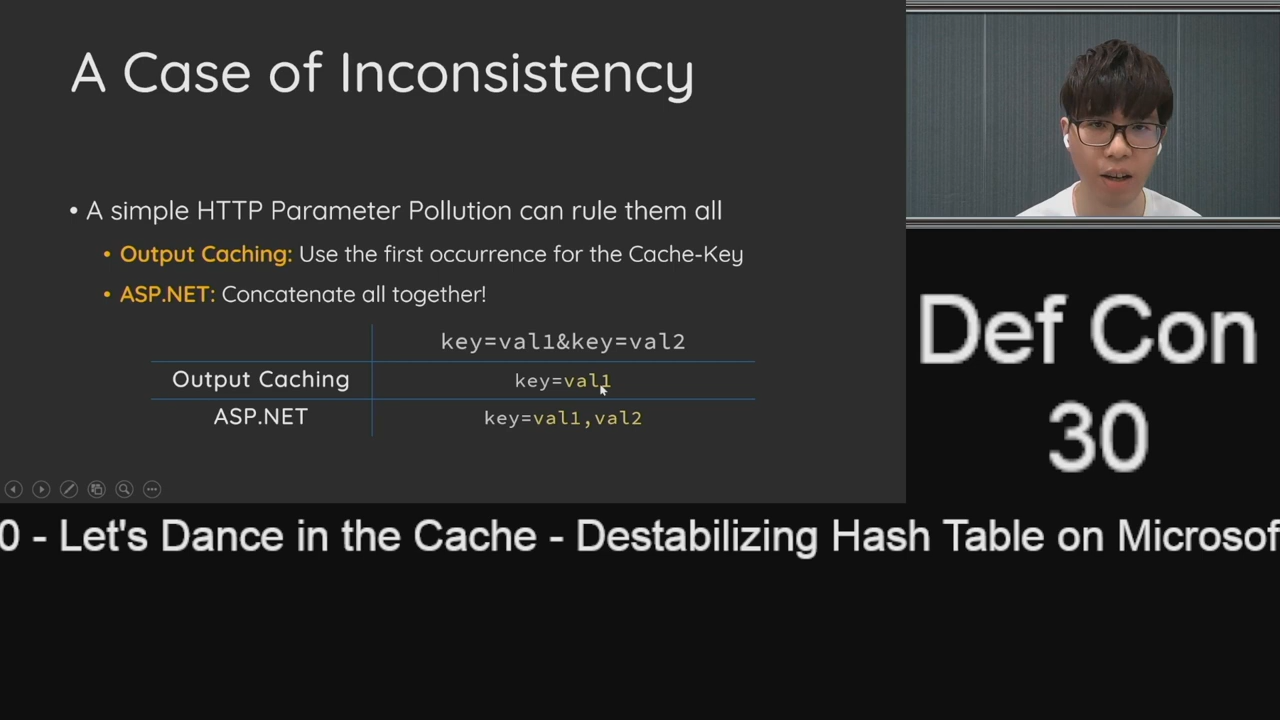 A Case of Inconsistency
• A simple HTTP Parameter Pollution can rule them all
• Output Caching: Use the first occurrence for the Cache-Key
• ASP.NET: Concatenate all together!
key=val1&key=val2
Output Caching key=val1
ASP.NET key=val1,val2
Def Con
30
0 - Let's Dance in the Cache - Destabilizing Hash Table on Microsof